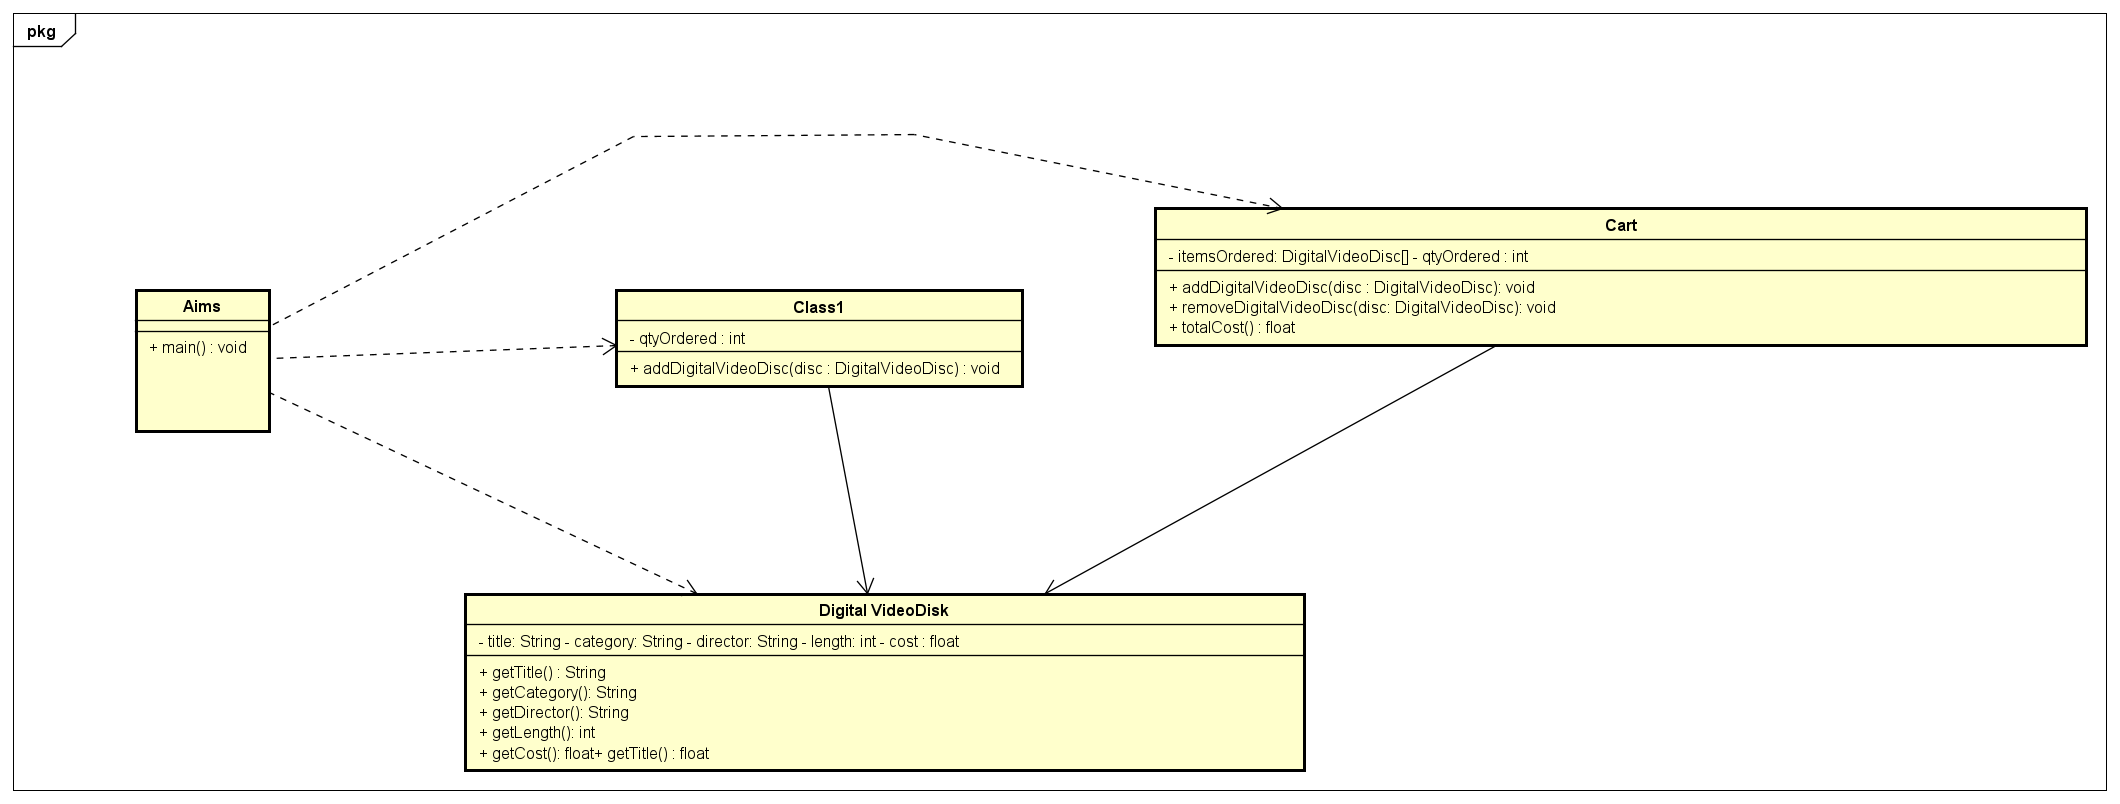 pkg
Aims
+ main() : void
Class1
- qtyOrdered : int
+ addDigitalVideoDisc(disc : DigitalVideoDisc) : void
Cart
- itemsOrdered: DigitalVideoDisc[] - qtyOrdered : int
+ addDigitalVideoDisc(disc : DigitalVideoDisc): void
+ removeDigitalVideoDisc(disc: DigitalVideoDisc): void
+ totalCost() : float
Digital VideoDisk
- title: String - category: String - director: String - length: int - cost : float
+ getTitle() : String
+ getCategory(): String
+ getDirector(): String
+ getLength(): int
+ getCost(): float+ getTitle() : float